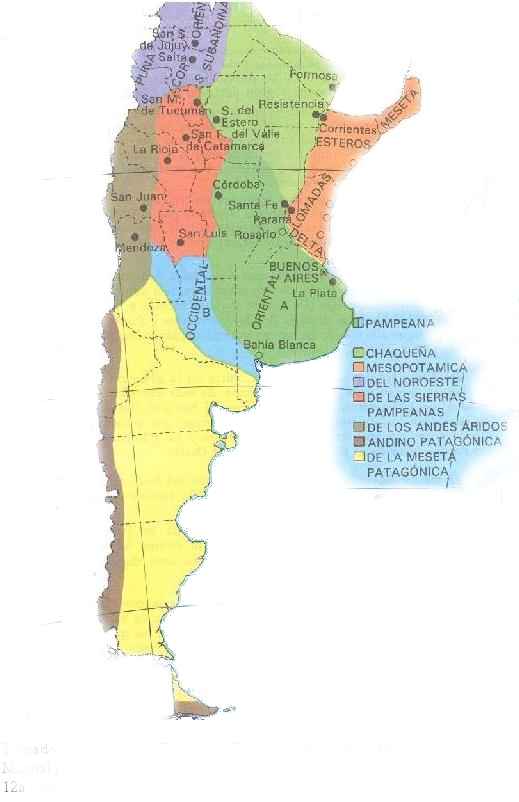 San S.
de Jujuy
Salta
PUNA
SUBANDINA
San M.
de Tucumán
S. del
Estero
San F. del Valle
de Catamarca
La Rioja
Formosa
Resistencia
Corrientes
ESTEROS
MESETA
San Juan
Córdoba
Santa Fe
Paraná
LOMADAS
Rosario
DELTA
Mendoza
San Luis
BUENOS
AIRES
La Plata
OCCIDENTAL
B
ORIENTAL
A
Bahía Blanca
PAMPEANA
CHAQUEÑA
MESOPOTAMICA
DEL NOROESTE
DE LAS SIERRAS
PAMPEANAS
DE LOS ANDES ÁRIDOS
ANDINO PATAGÓNICA
DE LA MESETA
PATAGÓNICA
Manual
12a